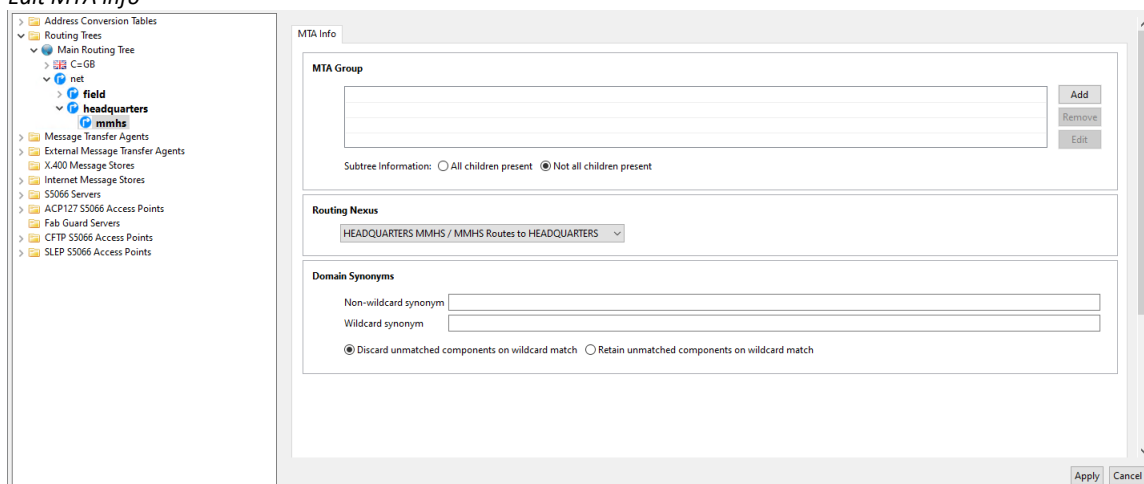 Edit MTA Info
Address Conversion Tables
Routing Trees
Main Routing Tree
C=GB
net
field
headquarters
mmhs
Message Transfer Agents
External Message Transfer Agents
X.400 Message Stores
Internet Message Stores
S5066 Servers
ACP127 S5066 Access Points
Fab Guard Servers
CFTP S5066 Access Points
SLEP S5066 Access Points
MTA Info
MTA Group
Add
Remove
Edit
Subtree Information: All children present Not all children present
Routing Nexus
HEADQUARTERS MMHS / MMHS Routes to HEADQUARTERS
Domain Synonyms
Non-wildcard synonym
Wildcard synonym
Discard unmatched components on wildcard match Retain unmatched components on wildcard match
Apply Cancel